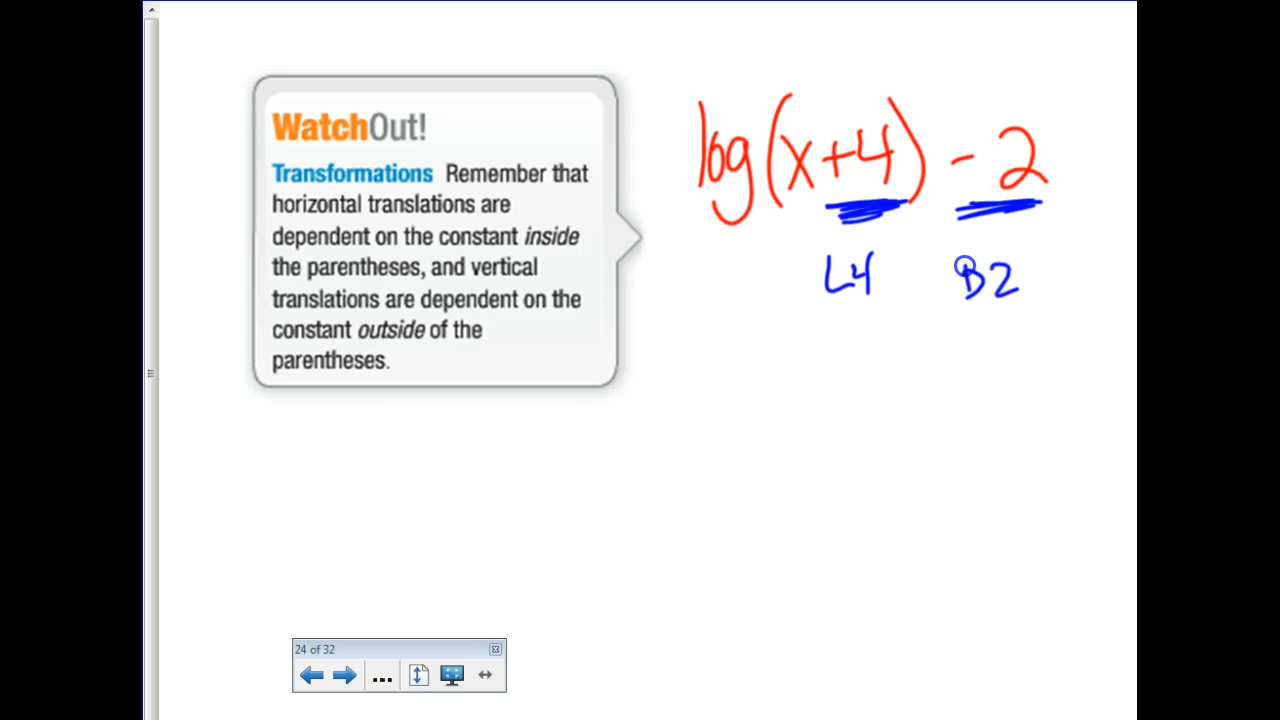 WatchOut!
Transformations Remember that
horizontal translations are
dependent on the constant inside
the parentheses, and vertical
translations are dependent on the
constant outside of the
parentheses.
log(x+4) - 2
L4 D2
24 of 32
...